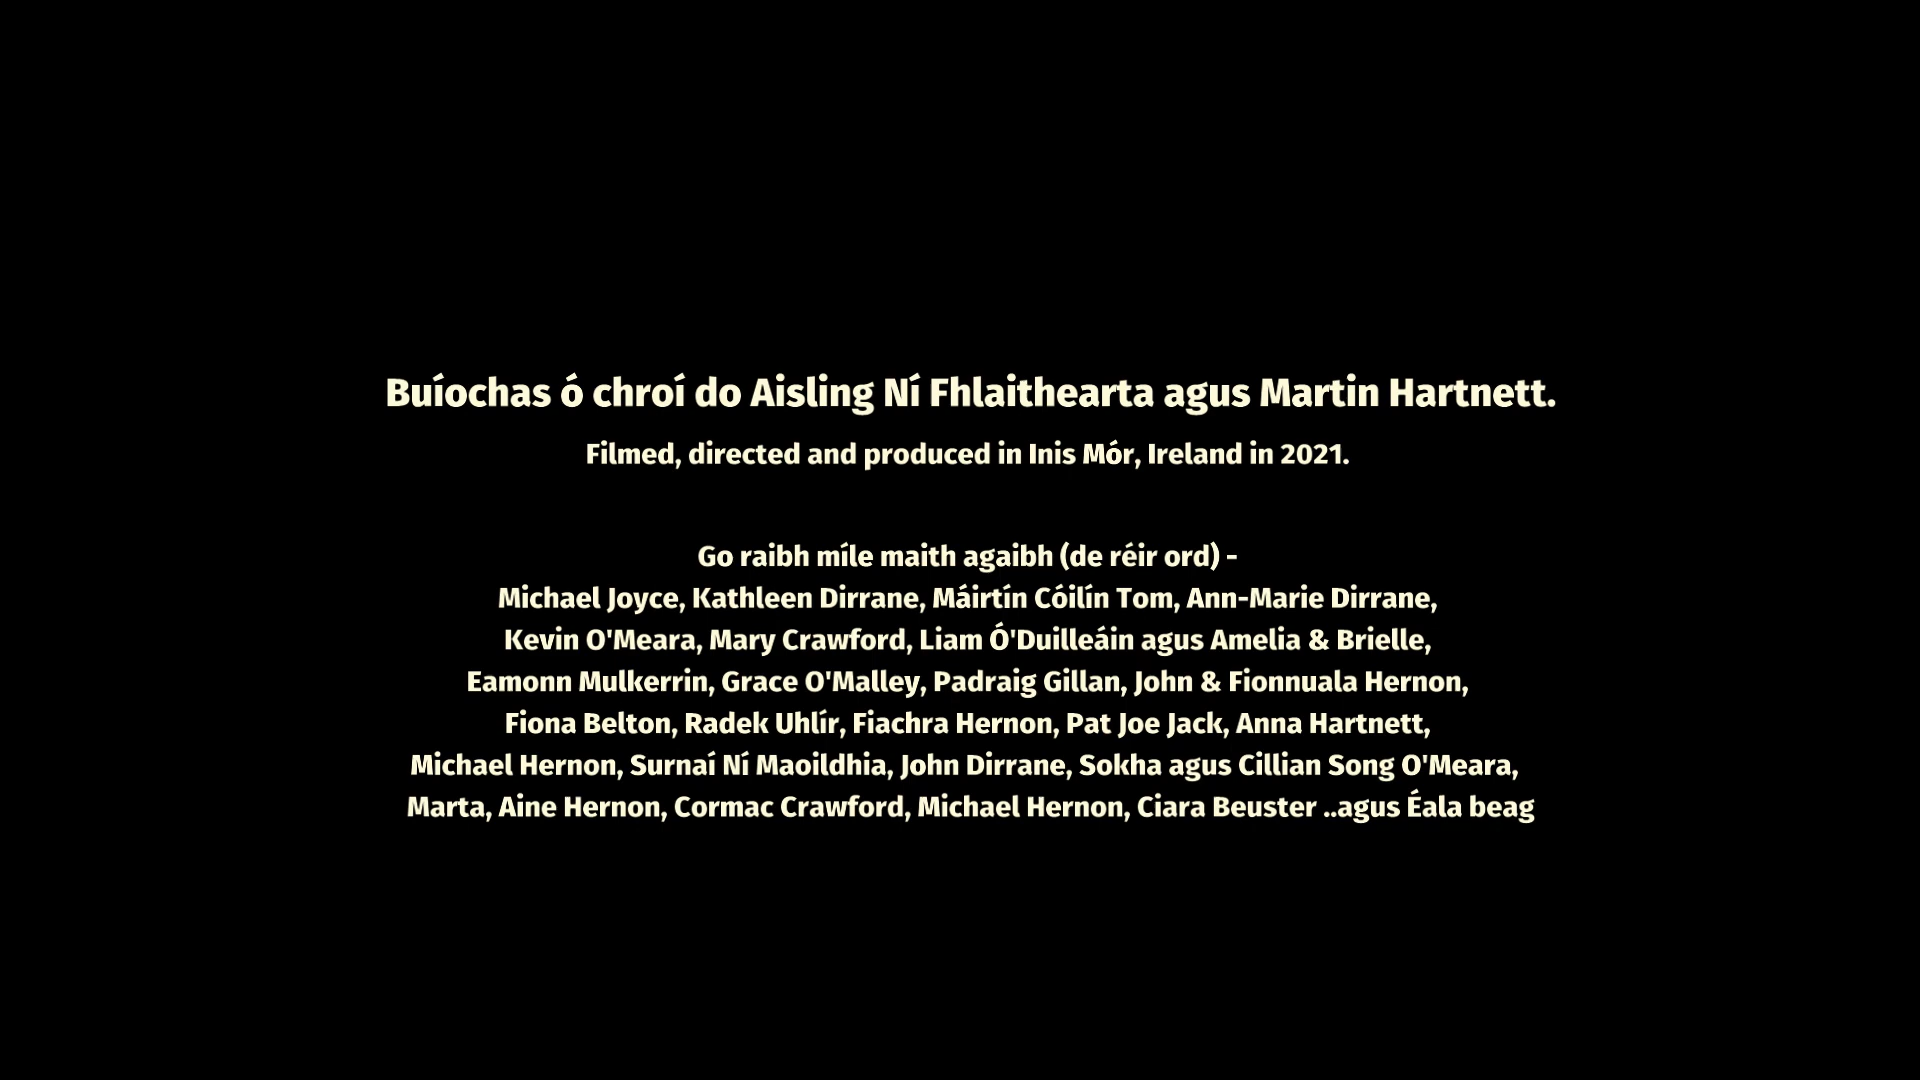 Buíochas ó chroí do Aisling Ní Fhlaithearta agus Martin Hartnett.
Filmed, directed and produced in Inis Mór, Ireland in 2021.
Go raibh míle maith agaibh (de réir ord) -
Michael Joyce, Kathleen Dirrane, Máirtín Cóilín Tom, Ann-Marie Dirrane,
Kevin O'Meara, Mary Crawford, Liam Ó'Duilleáin agus Amelia & Brielle,
Eamonn Mulkerrin, Grace O'Malley, Padraig Gillan, John & Fionnuala Hernon,
Fiona Belton, Radek Uhlír, Fiachra Hernon, Pat Joe Jack, Anna Hartnett,
Michael Hernon, Surnaí Ní Maoildhia, John Dirrane, Sokha agus Cillian Song O'Meara,
Marta, Aine Hernon, Cormac Crawford, Michael Hernon, Ciara Beuster ..agus Éala beag